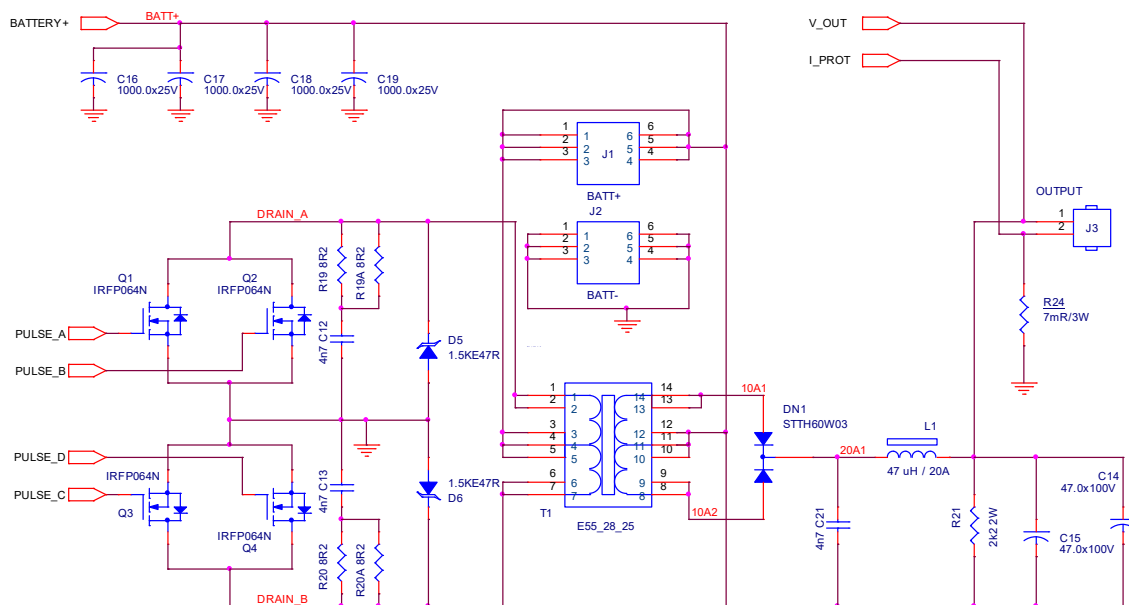 BATTERY+
BATT+
C16
1000.0x25V
C17
1000.0x25V
C18
1000.0x25V
C19
1000.0x25V
V_OUT
I_PROT
1
2
3
1
2
3
J1
6
5
4
6
5
4
BATT+
J2
1
2
3
1
2
3
6
5
4
6
5
4
BATT-
OUTPUT
1
2
J3
R24
7mR/3W
DRAIN_A
Q1
IRFP064N
Q2
IRFP064N
PULSE_A
PULSE_B
R19 8R2
R19A 8R2
4n7 C12
D5
1.5KE47R
PULSE_D
PULSE_C
IRFP064N
Q3
IRFP064N
Q4
4n7 C13
1.5KE47R
D6
R20 8R2
R20A 8R2
DRAIN_B
1
2
3
4
5
6
7
1
2
3
4
5
6
7
14
13
12
11
10
9
8
14
13
12
11
10
9
8
T1
E55_28_25
10A1
10A2
DN1
STTH60W03
20A1
L1
47 uH / 20A
4n7 C21
R21
2k2 2W
C15
47.0x100V
C14
47.0x100V